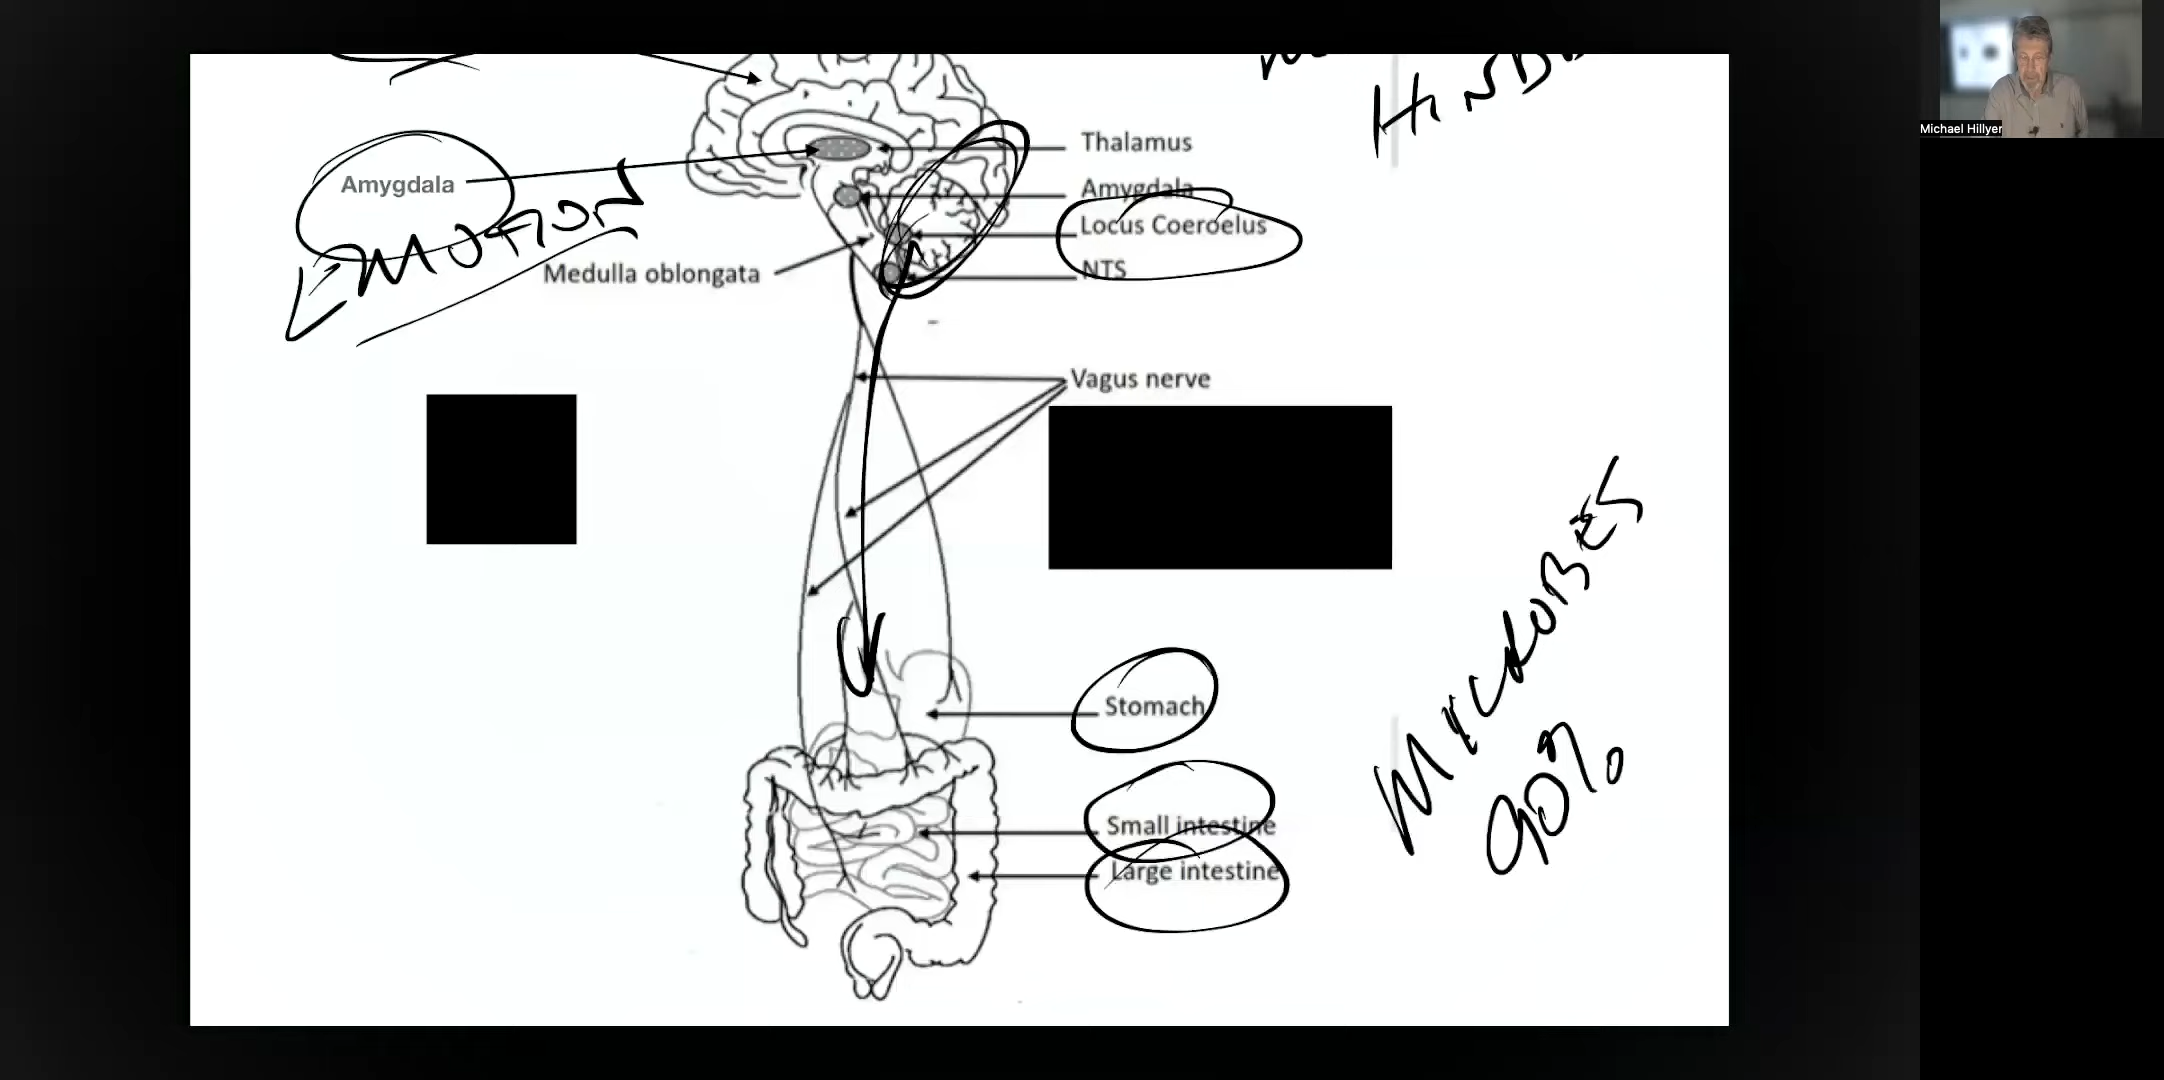 Thalamus
Amygdala
Amygdala
EMOTION
Locus Coeroelus
Medulla oblongata
NTS
Vagus nerve
MICROBES
90%
Stomach
Small intestine
Large intestine
Michael Hillyer